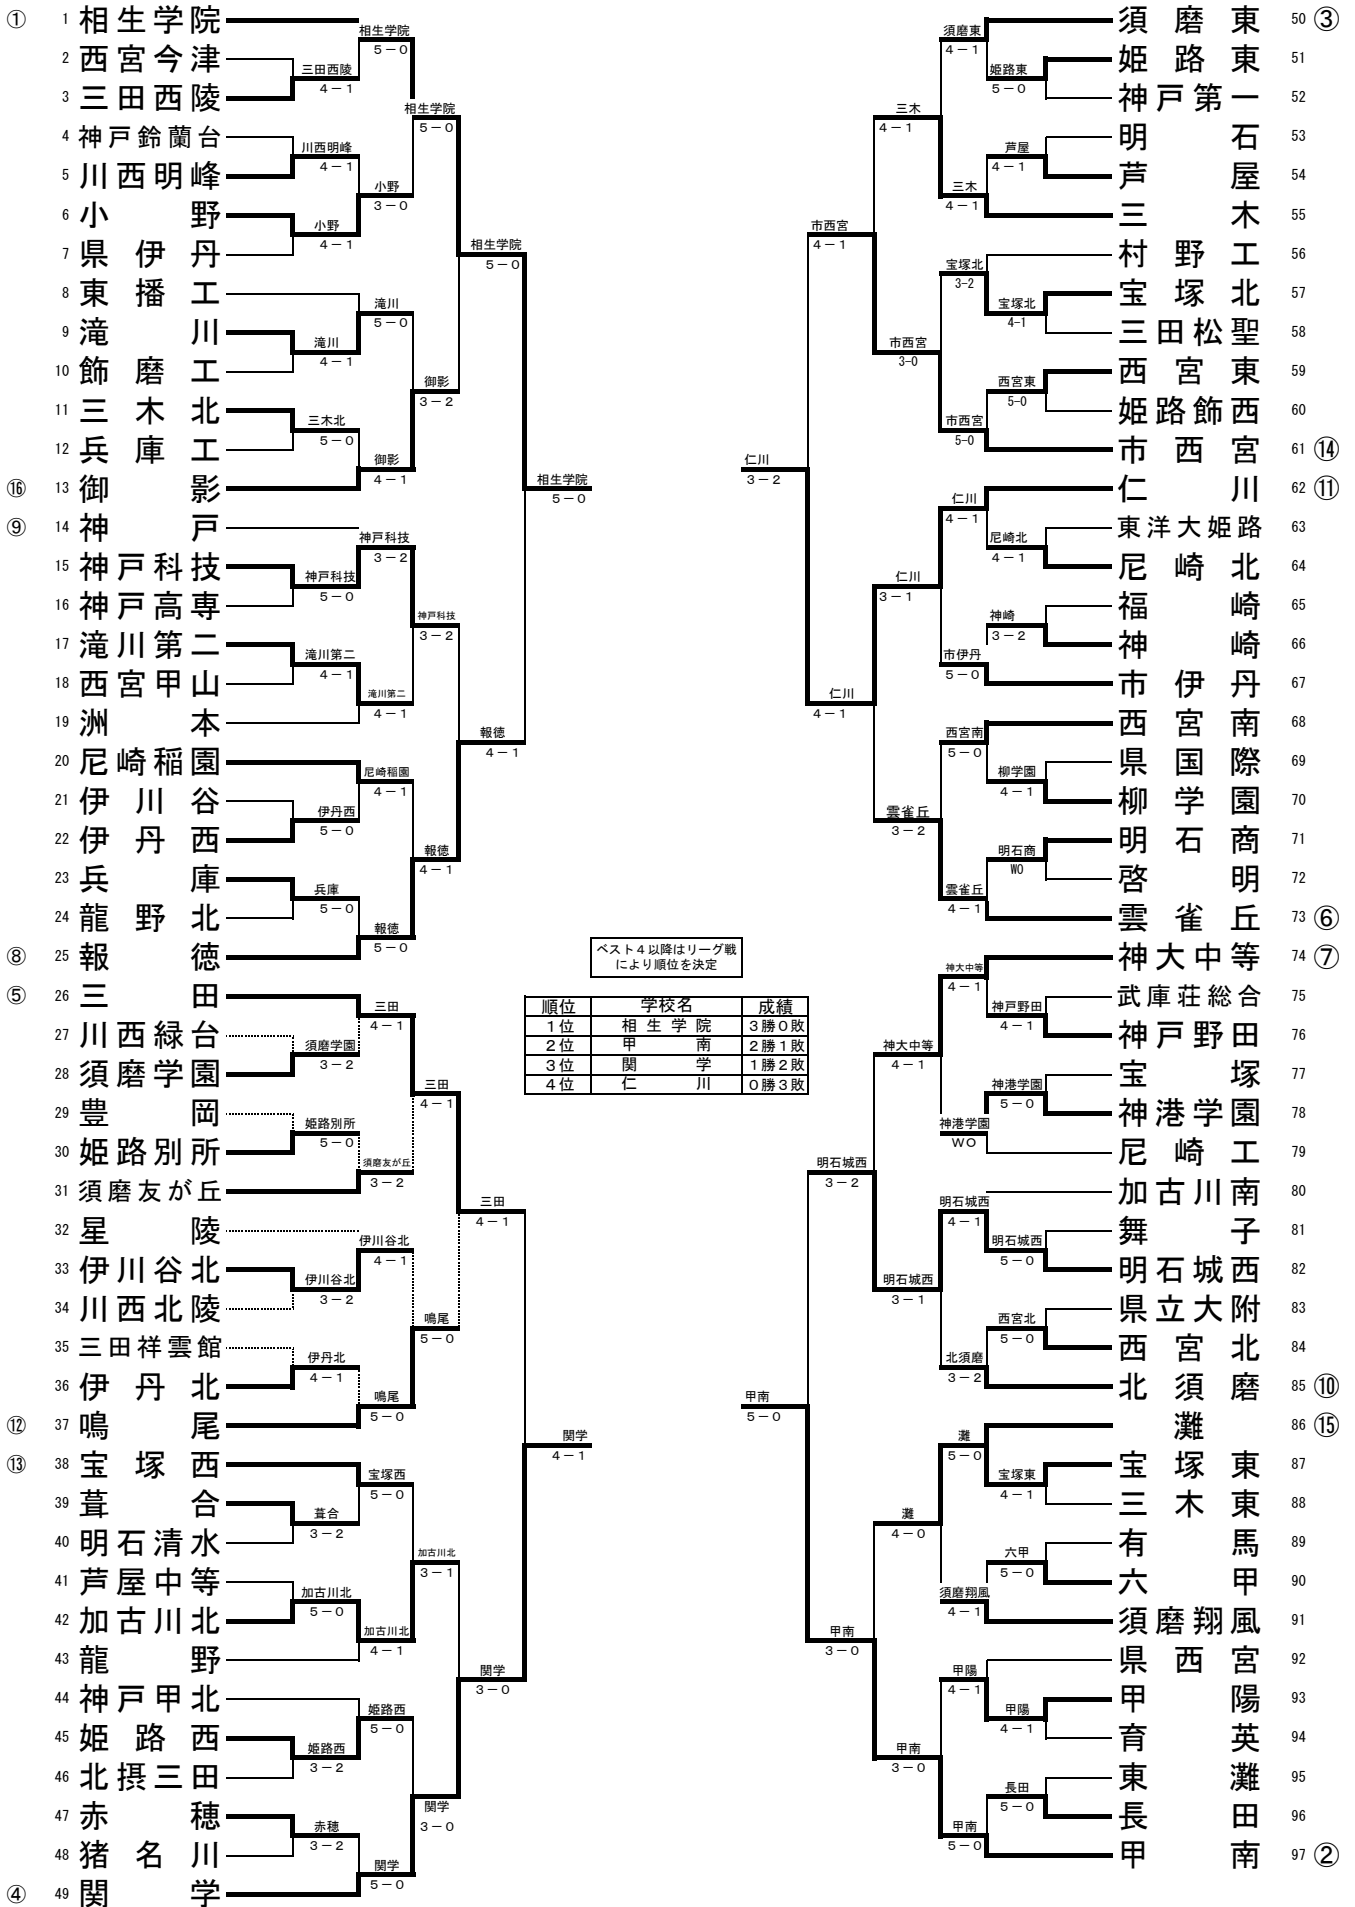 ① 1 相生学院
2 西宮今津
3 三田西陵
4 神戸鈴蘭台
5 川西明峰
6 小野
7 県伊丹
8 東播工
9 滝川
10 飾磨工
11 三木北
12 兵庫工
⑯ 13 御影
⑨ 14 神戸
15 神戸科技
16 神戸高専
17 滝川第二
18 西宮甲山
19 洲本
20 尼崎稲園
21 伊川谷
22 伊丹西
23 兵庫
24 龍野北
⑧ 25 報徳
⑤ 26 三田
27 川西緑台
28 須磨学園
29 豊岡
30 姫路別所
31 須磨友が丘
32 星陵
33 伊川谷北
34 川西北陵
35 三田祥雲館
36 伊丹北
⑫ 37 鳴尾
⑬ 38 宝塚西
39 葺合
40 明石清水
41 芦屋中等
42 加古川北
43 龍野
44 神戸甲北
45 姫路西
46 北摂三田
47 赤穂
48 猪名川
④ 49 関学
三田西陵
4－1
川西明峰
4－1
小野
4－1
滝川
4－1
三木北
5－0
神戸科技
5－0
滝川第二
4－1
伊丹西
5－0
兵庫
5－0
須磨学園
3－2
姫路別所
5－0
伊川谷北
3－2
伊丹北
4－1
葺合
3－2
加古川北
5－0
姫路西
3－2
赤穂
3－2
相生学院
5－0
小野
3－0
滝川
5－0
御影
4－1
神戸科技
3－2
滝川第二
4－1
尼崎稲園
4－1
報徳
5－0
三田
4－1
須磨友が丘
3－2
伊川谷北
4－1
鳴尾
5－0
宝塚西
5－0
加古川北
4－1
姫路西
5－0
関学
5－0
相生学院
5－0
御影
3－2
神戸科技
3－2
報徳
4－1
三田
4－1
鳴尾
5－0
加古川北
3－1
関学
3－0
相生学院
5－0
報徳
4－1
三田
4－1
関学
3－0
相生学院
5－0
関学
4－1
ベスト4以降はリーグ戦
により順位を決定
順位 学校名 成績
1位 相生学院 3勝0敗
2位 甲南 2勝1敗
3位 関学 1勝2敗
4位 仁川 0勝3敗
仁川
3－2
甲南
5－0
市西宮
4－1
仁川
4－1
明石城西
3－2
甲南
3－0
三木
4－1
市西宮
3-0
仁川
3－1
雲雀丘
3－2
神大中等
4－1
明石城西
3－1
灘
4－0
甲南
3－0
須磨東
4－1
三木
4－1
宝塚北
3-2
市西宮
5-0
仁川
4－1
市伊丹
5－0
西宮南
5－0
雲雀丘
4－1
神大中等
4－1
神港学園
WO
明石城西
4－1
北須磨
3－2
灘
5－0
須磨翔風
4－1
甲陽
4－1
甲南
5－0
姫路東
5－0
芦屋
4－1
宝塚北
4-1
西宮東
5-0
尼崎北
4－1
神崎
3－2
柳学園
4－1
明石商
WO
神戸野田
4－1
神港学園
5－0
明石城西
5－0
西宮北
5－0
宝塚東
4－1
六甲
5－0
甲陽
4－1
長田
5－0
須磨東 50 ③
姫路東 51
神戸第一 52
明石 53
芦屋 54
三木 55
村野工 56
宝塚北 57
三田松聖 58
西宮東 59
姫路飾西 60
市西宮 61 ⑭
仁川 62 ⑪
東洋大姫路 63
尼崎北 64
福崎 65
神崎 66
市伊丹 67
西宮南 68
県国際 69
柳学園 70
明石商 71
啓明 72
雲雀丘 73 ⑥
神大中等 74 ⑦
武庫荘総合 75
神戸野田 76
宝塚 77
神港学園 78
尼崎工 79
加古川南 80
舞子 81
明石城西 82
県立大附 83
西宮北 84
北須磨 85 ⑩
灘 86 ⑮
宝塚東 87
三木東 88
有馬 89
六甲 90
須磨翔風 91
県西宮 92
甲陽 93
育英 94
東灘 95
長田 96
甲南 97 ②